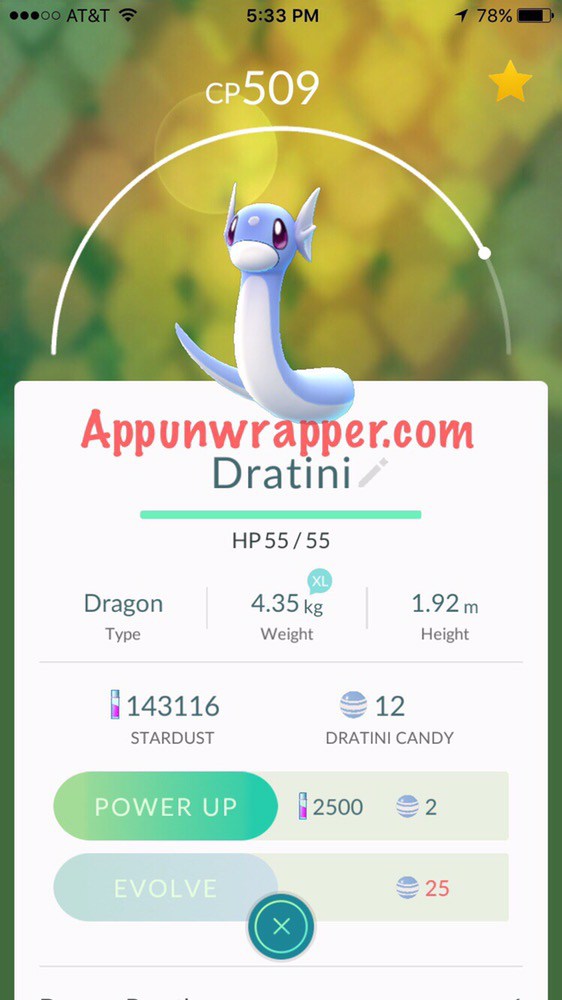 AT&T 5:33 PM 78%
CP509
Appunwrapper.com
Dratini
HP 55 / 55
XL
Dragon 4.35 kg 1.92 m
Type Weight Height
143116 12
STARDUST DRATINI CANDY
POWER UP 2500 2
EVOLVE 25